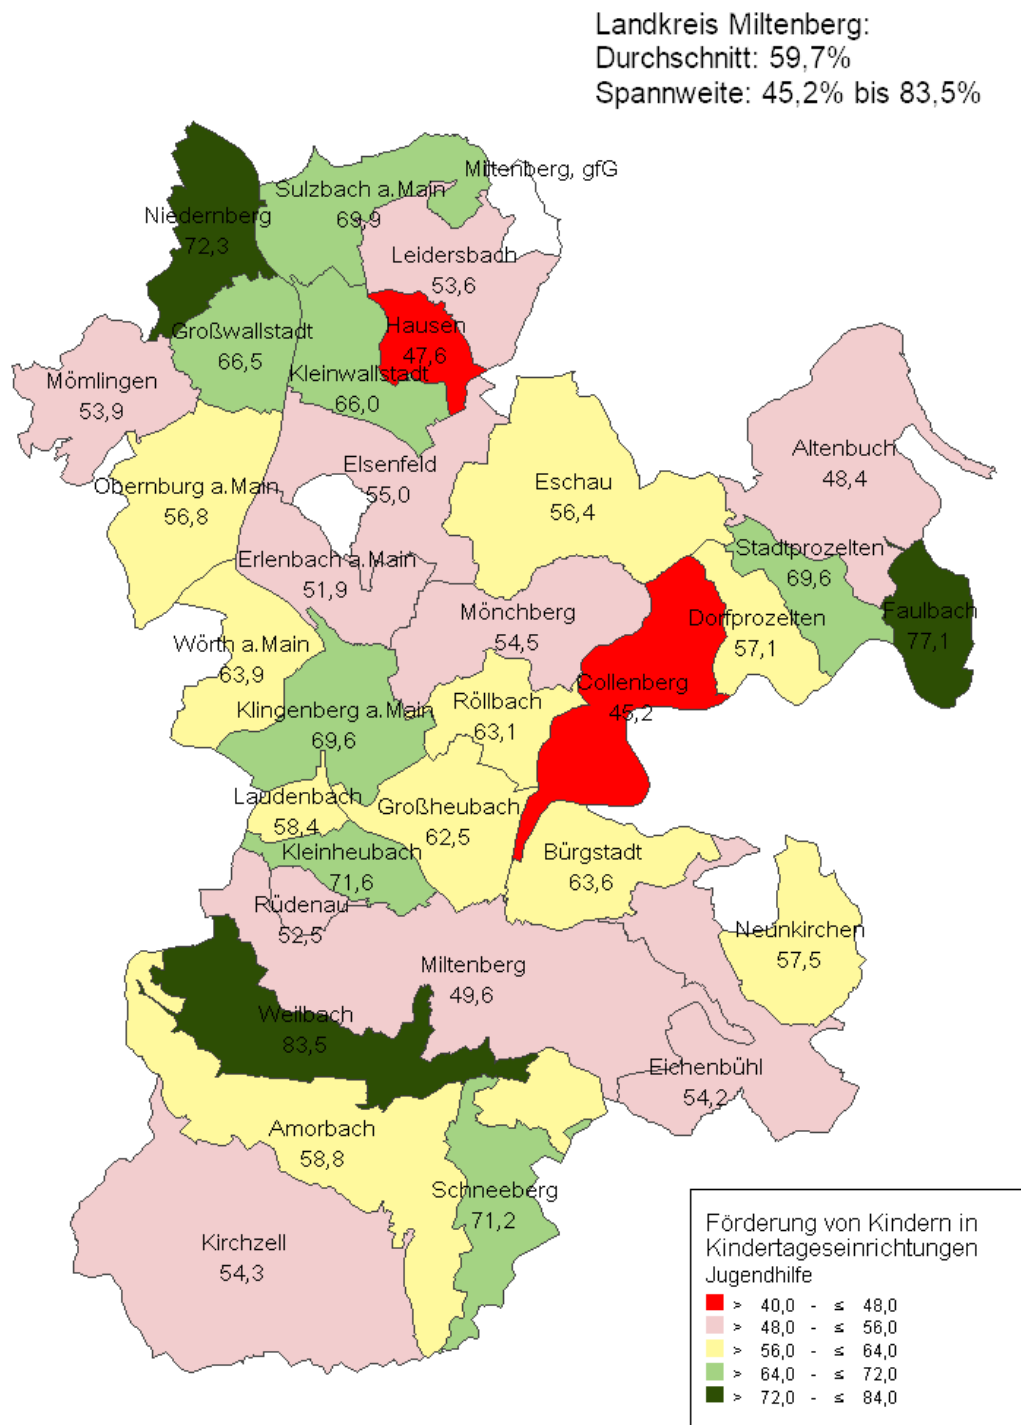 Landkreis Miltenberg:
Durchschnitt: 59,7%
Spannweite: 45,2% bis 83,5%
Miltenberg, gfG
Sulzbach a.Main
69,9
Niedernberg
72,3
Leidersbach
53,6
Großwallstadt
66,5
Hausen
47,6
Kleinwallstadt
66,0
Mömlingen
53,9
Altenbuch
48,4
Elsenfeld
55,0
Eschau
56,4
Obernburg a.Main
56,8
Stadtprozelten
69,6
Erlenbach a.Main
51,9
Mönchberg
54,5
Dorfprozelten
57,1
Faulbach
77,1
Wörth a.Main
63,9
Collenberg
45,2
Röllbach
63,1
Klingenberg a.Main
69,6
Laudenbach
58,4
Großheubach
62,5
Kleinheubach
71,6
Bürgstadt
63,6
Rüdenau
52,5
Neunkirchen
57,5
Miltenberg
49,6
Weilbach
83,5
Eichenbühl
54,2
Amorbach
58,8
Schneeberg
71,2
Kirchzell
54,3
Förderung von Kindern in
Kindertageseinrichtungen
Jugendhilfe
> 40,0 - ≤ 48,0
> 48,0 - ≤ 56,0
> 56,0 - ≤ 64,0
> 64,0 - ≤ 72,0
> 72,0 - ≤ 84,0